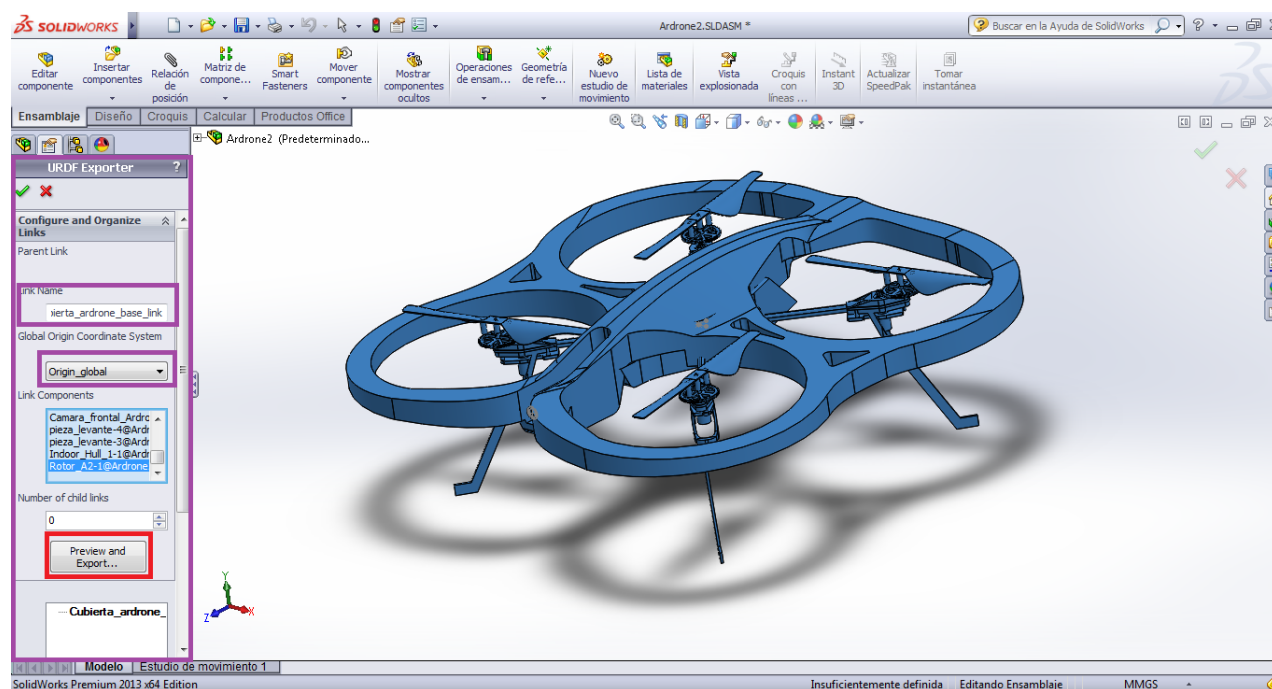 SOLIDWORKS
Ardrone2.SLDASM *
Buscar en la Ayuda de SolidWorks
?
Editar componente
Insertar componentes
Relación de posición
Matriz de compone...
Smart Fasteners
Mover componente
Mostrar componentes ocultos
Operaciones de ensam...
Geometría de refe...
Nuevo estudio de movimiento
Lista de materiales
Vista explosionada
Croquis con líneas ...
Instant 3D
Actualizar SpeedPak
Tomar instantánea
Ensamblaje
Diseño
Croquis
Calcular
Productos Office
Ardrone2 (Predeterminado...
URDF Exporter ?
Configure and Organize
Links
Parent Link
Link Name
ierta_ardrone_base_link
Global Origin Coordinate System
Origin_global
Link Components
Camara_frontal_Ardrc
pieza_levante-4@Ardr
pieza_levante-3@Ardr
Indoor_Hull_1-1@Ardr
Rotor_A2-1@Ardrone
Number of child links
0
Preview and
Export...
Cubierta_ardrone_
Y
Z
X
Modelo
Estudio de movimiento 1
SolidWorks Premium 2013 x64 Edition
Insuficientemente definida
Editando Ensamblaje
MMGS